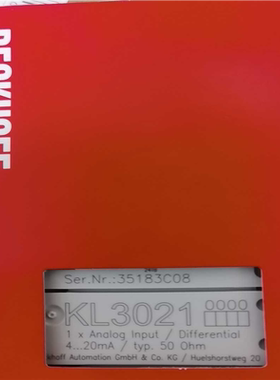 BECKHOFF
Ser.Nr.:35183C08
KL3021
1 x Analog Input / Differential
4...20mA / typ. 50 Ohm
khoff Automation GmbH & Co. KG / Huelshorstweg 20